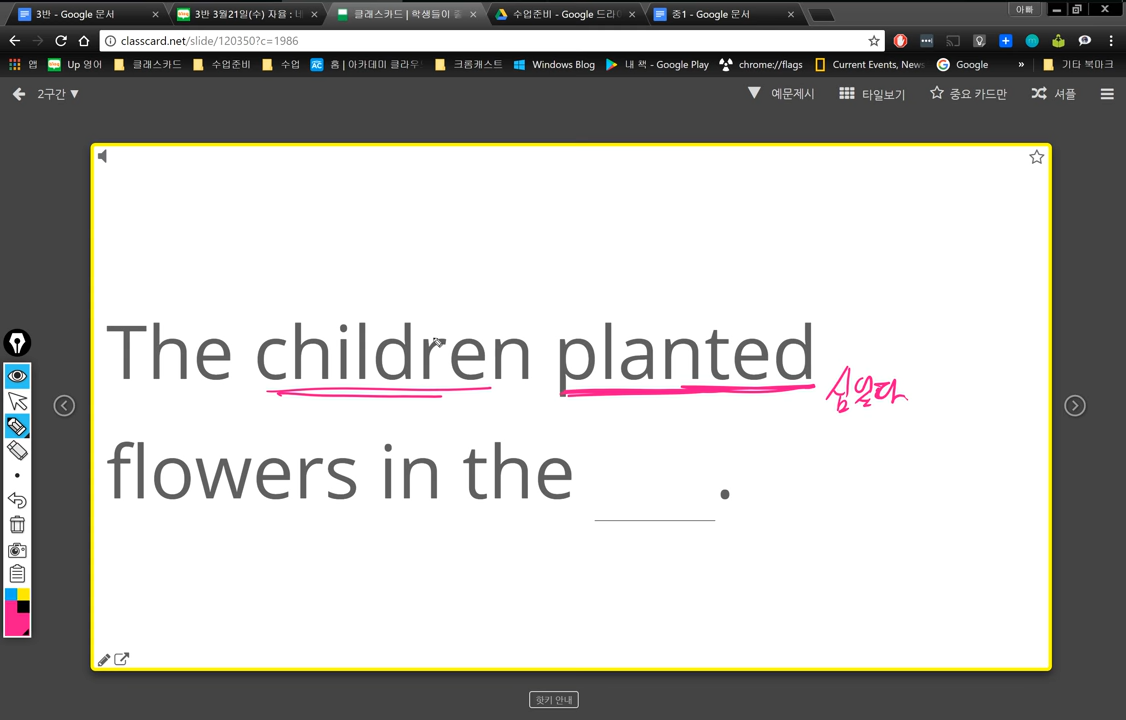 3반 - Google 문서
3반 3월21일(수) 자율 : 네
클래스카드 | 학생들이 좋
수업준비 - Google 드라이
중1 - Google 문서
아빠
classcard.net/slide/120350?c=1986
앱
Up 영어
클래스카드
수업준비
수업
홈 | 아카데미 클라우
크롬캐스트
Windows Blog
내 책 - Google Play
chrome://flags
Current Events, News
Google
»
기타 북마크
2구간 ▼
예문제시
타일보기
중요 카드만
셔플
The children planted
심었다
flowers in the ______ .
핫키 안내